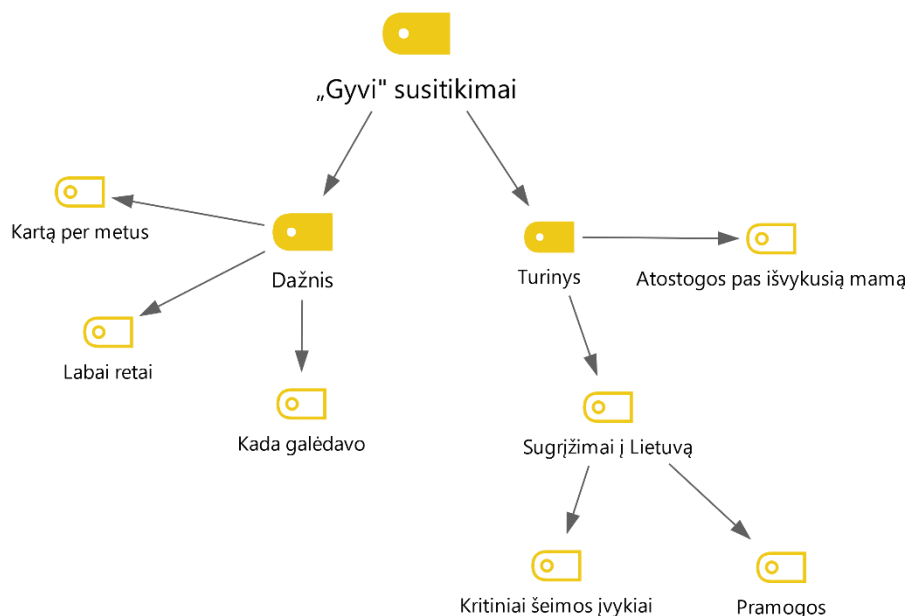 „Gyvi" susitikimai
Kartą per metus
Dažnis
Turinys
Atostogos pas išvykusią mamą
Labai retai
Kada galėdavo
Sugrįžimai į Lietuvą
Kritiniai šeimos įvykiai
Pramogos